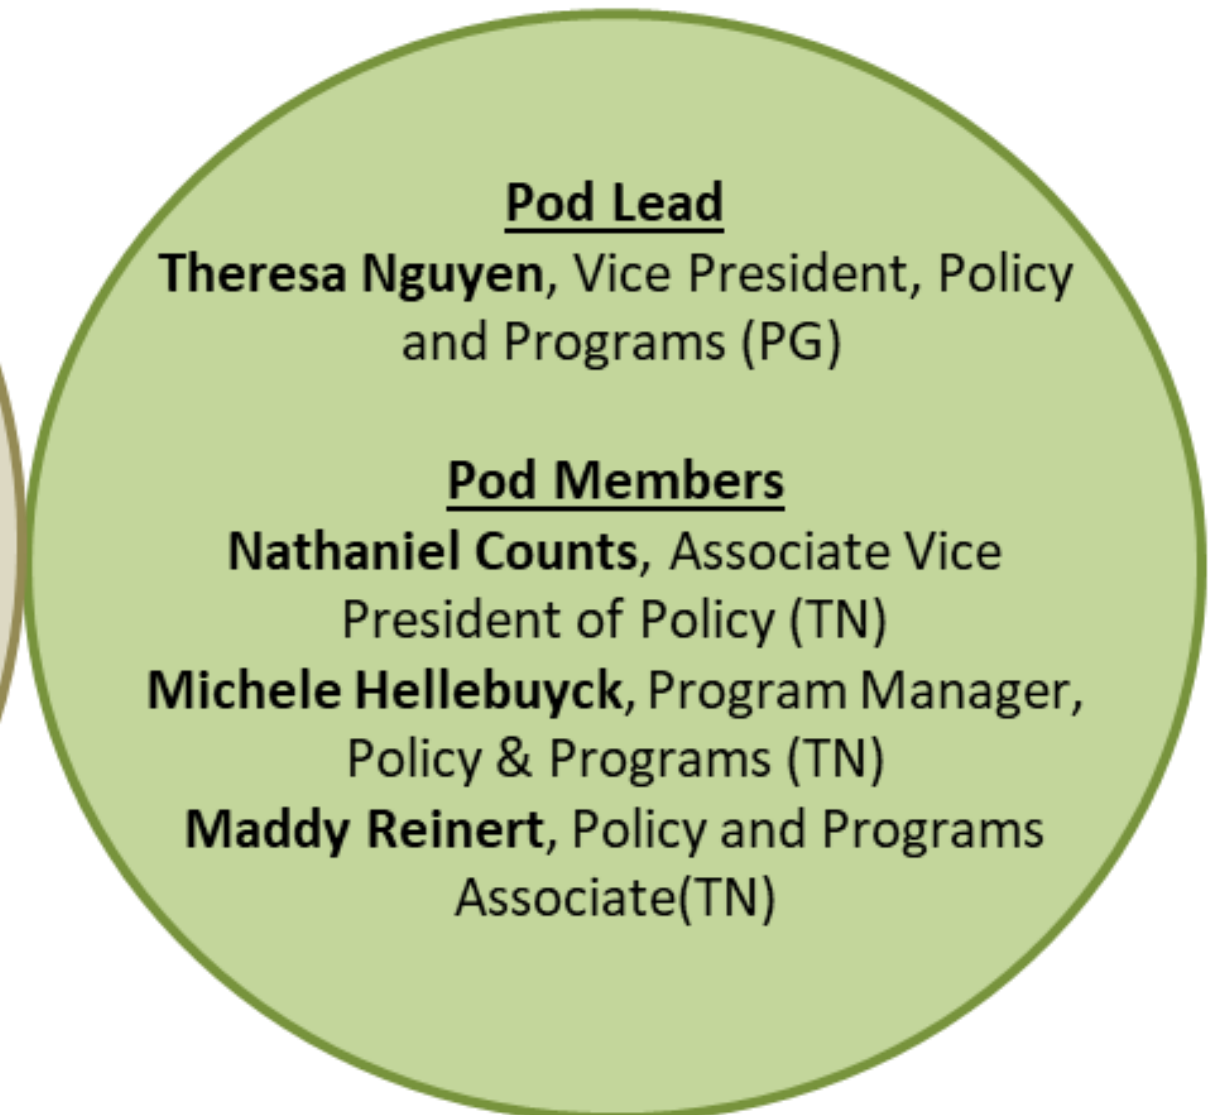 Pod Lead
Theresa Nguyen, Vice President, Policy
and Programs (PG)
Pod Members
Nathaniel Counts, Associate Vice
President of Policy (TN)
Michele Hellebuyck, Program Manager,
Policy & Programs (TN)
Maddy Reinert, Policy and Programs
Associate(TN)